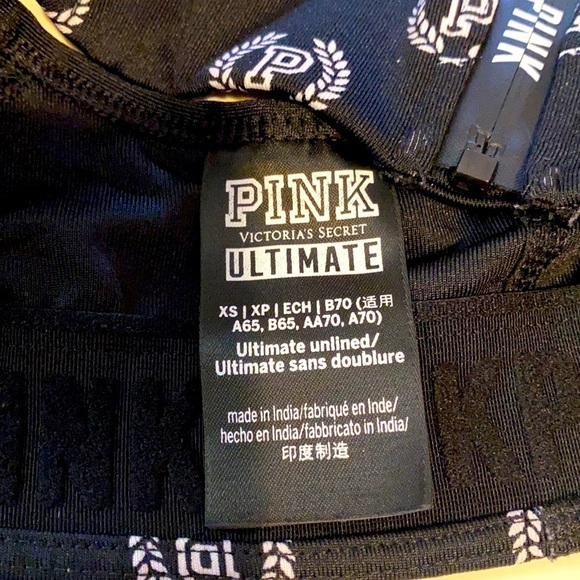 P
P
PINK
PINK
PINK
VICTORIA'S SECRET
ULTIMATE
XS | XP | ECH | B70 (适用
A65, B65, AA70, A70)
Ultimate unlined/
Ultimate sans doublure
made in India/fabriqué en Inde/
hecho en India/fabbricato in India/
印度制造